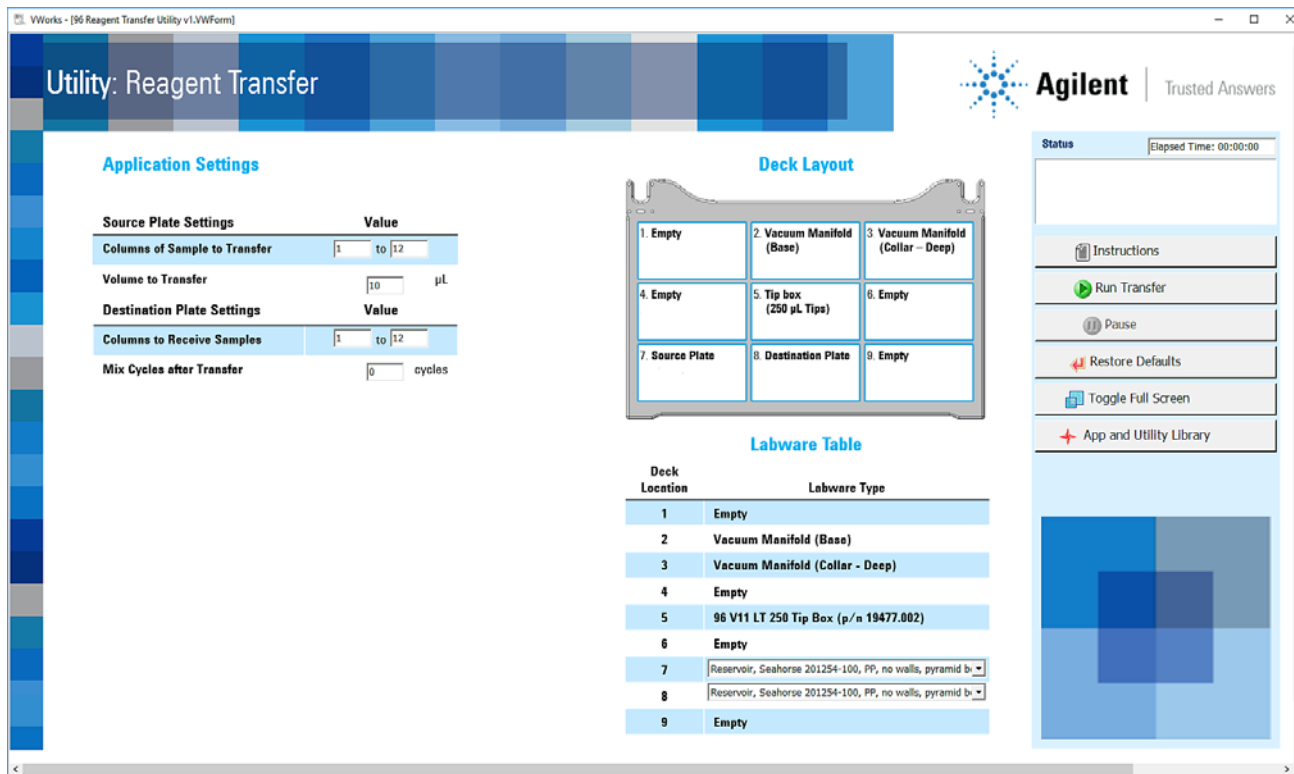 VWorks - [96 Reagent Transfer Utility v1.VWForm]
Utility: Reagent Transfer
Agilent
Trusted Answers
Application Settings
Source Plate Settings Value
Columns of Sample to Transfer 1 to 12
Volume to Transfer 10 µL
Destination Plate Settings Value
Columns to Receive Samples 1 to 12
Mix Cycles after Transfer 0 cycles
Deck Layout
1. Empty
2. Vacuum Manifold
(Base)
3 Vacuum Manifold
(Collar – Deep)
4. Empty
5. Tip box
(250 µL Tips)
6. Empty
7. Source Plate
8. Destination Plate
9. Empty
Labware Table
Deck
Location Labware Type
1 Empty
2 Vacuum Manifold (Base)
3 Vacuum Manifold (Collar - Deep)
4 Empty
5 96 V11 LT 250 Tip Box (p/n 19477.002)
6 Empty
7 Reservoir, Seahorse 201254-100, PP, no walls, pyramid b
8 Reservoir, Seahorse 201254-100, PP, no walls, pyramid b
9 Empty
Status Elapsed Time: 00:00:00
Instructions
Run Transfer
Pause
Restore Defaults
Toggle Full Screen
App and Utility Library